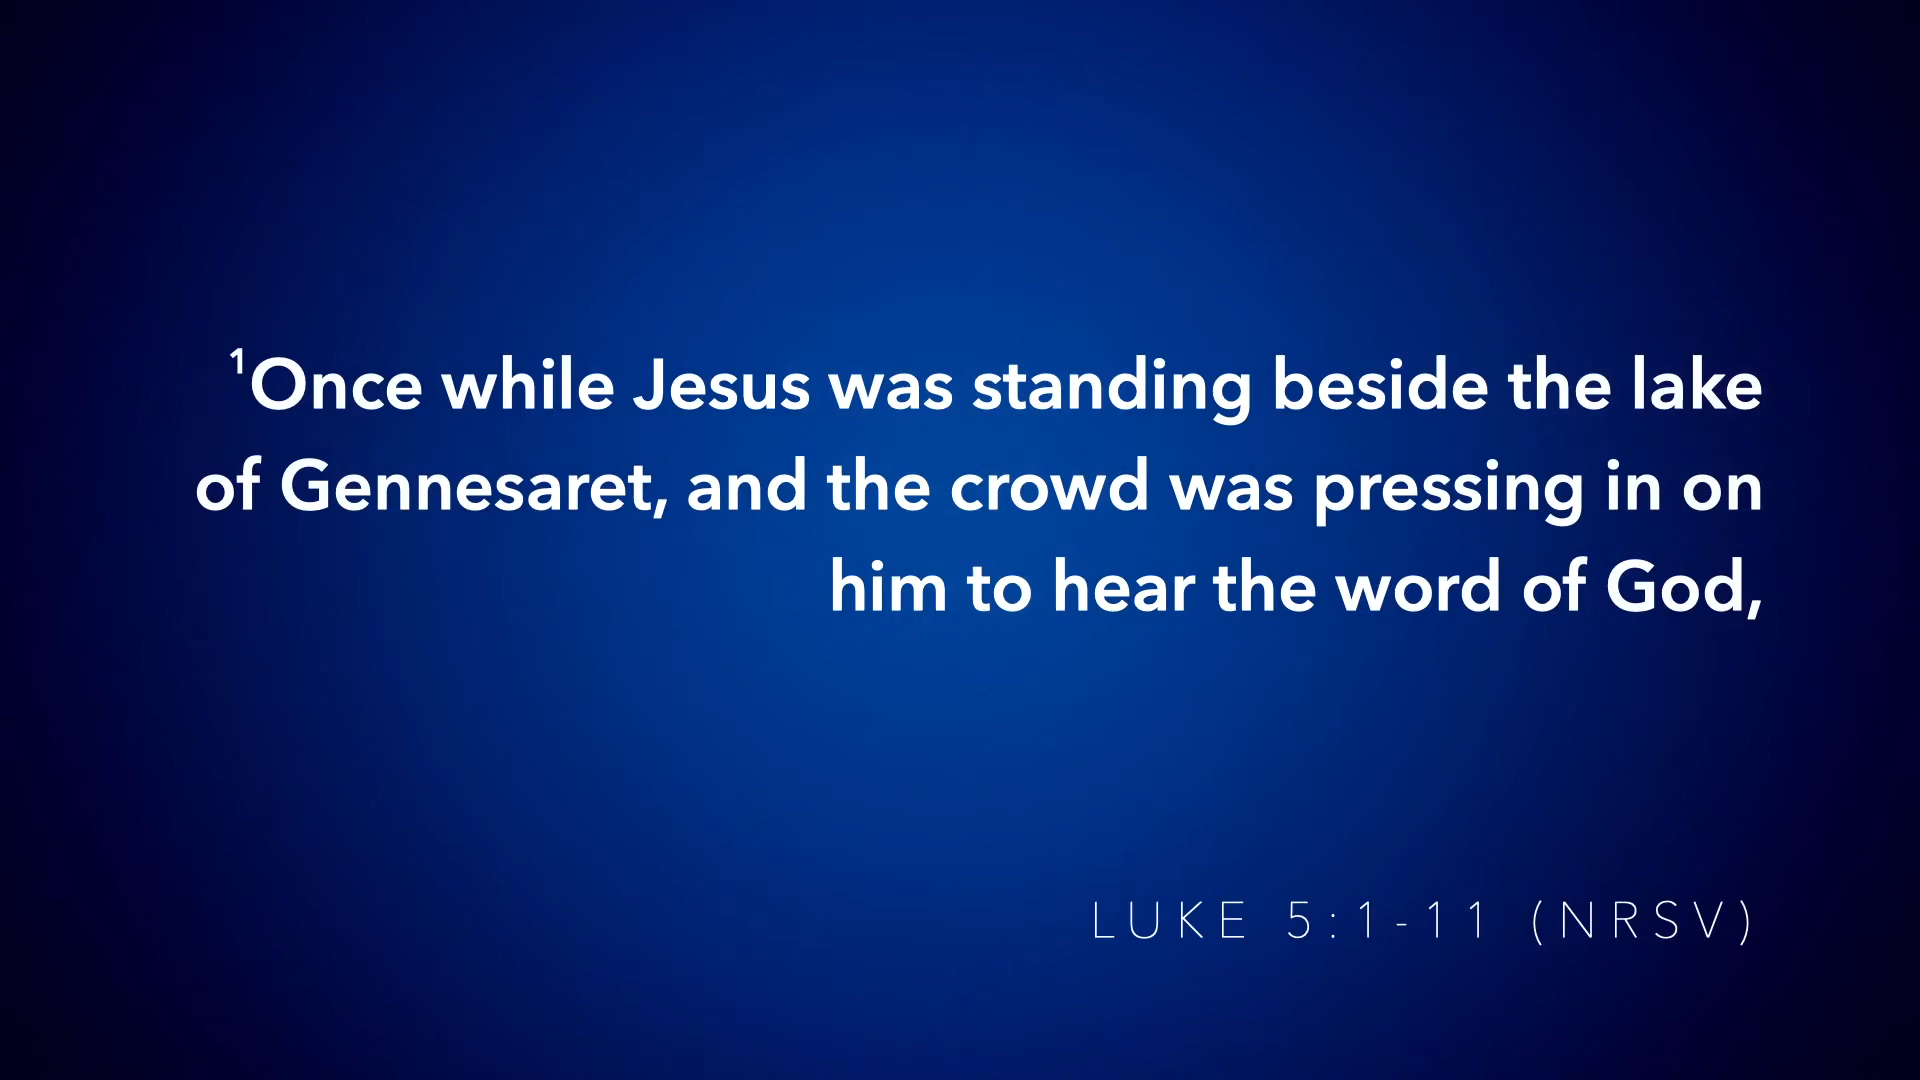 ¹Once while Jesus was standing beside the lake
of Gennesaret, and the crowd was pressing in on
him to hear the word of God,
LUKE 5:1-11 (NRSV)